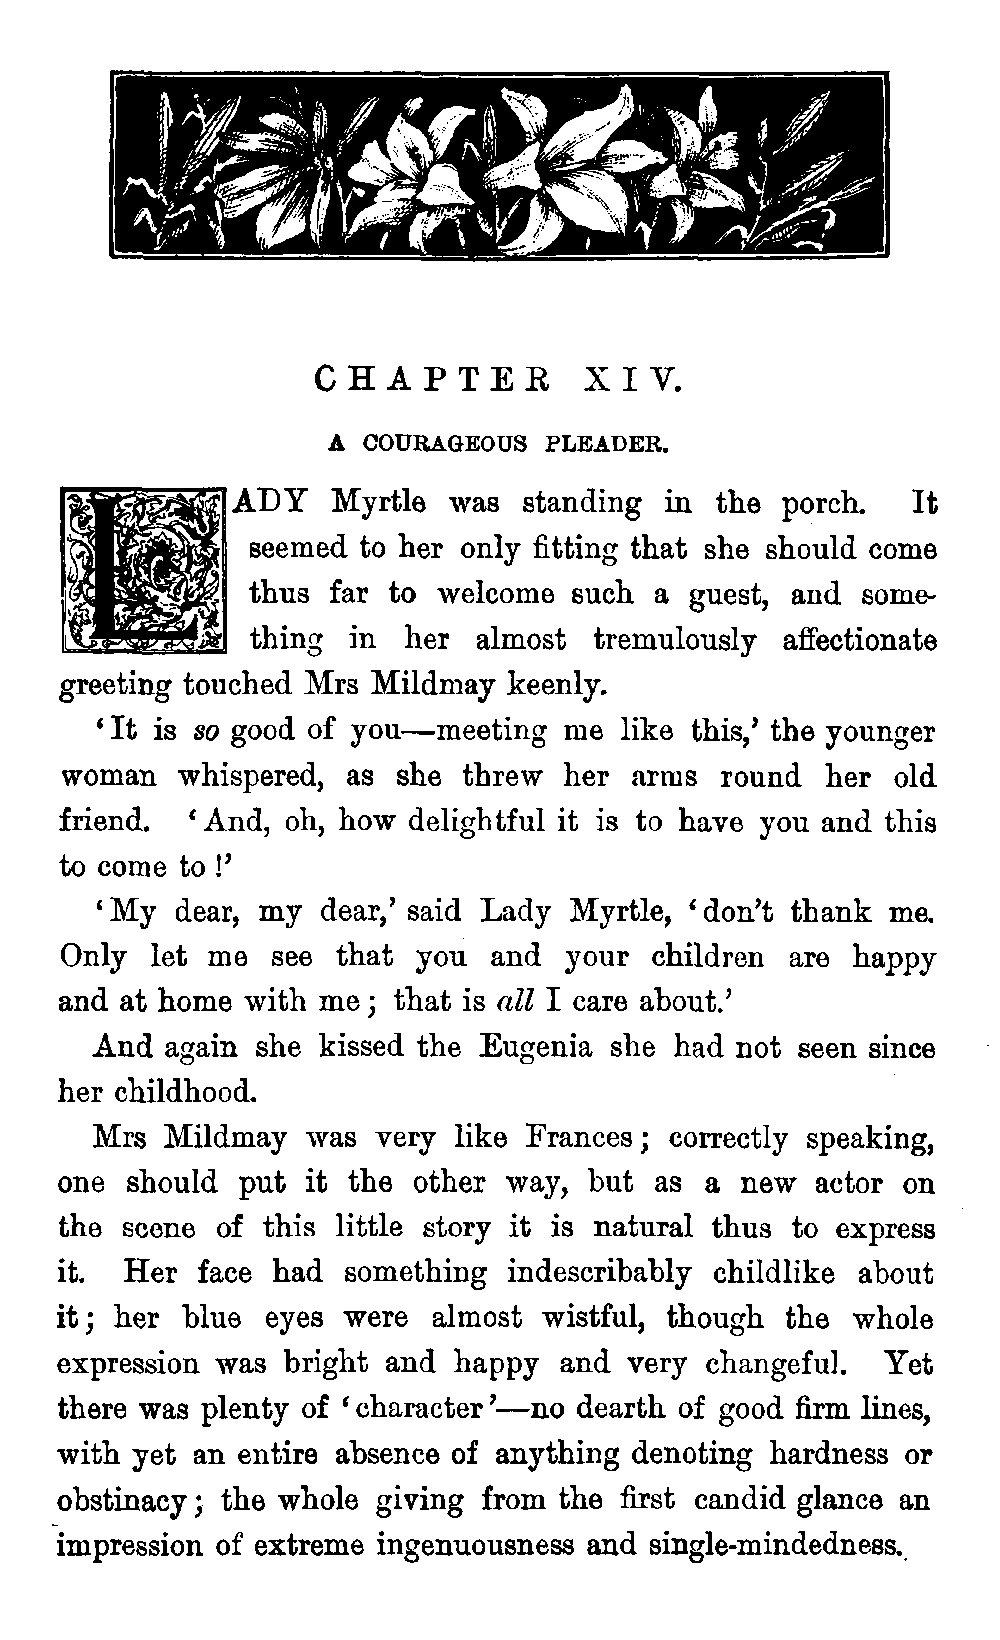 CHAPTER XIV.
A COURAGEOUS PLEADER.
LADY Myrtle was standing in the porch. It
seemed to her only fitting that she should come
thus far to welcome such a guest, and some-
thing in her almost tremulously affectionate
greeting touched Mrs Mildmay keenly.
‘It is so good of you—meeting me like this,’ the younger
woman whispered, as she threw her arms round her old
friend. ‘And, oh, how delightful it is to have you and this
to come to!’
‘My dear, my dear,’ said Lady Myrtle, ‘don’t thank me.
Only let me see that you and your children are happy
and at home with me; that is all I care about.’
And again she kissed the Eugenia she had not seen since
her childhood.
Mrs Mildmay was very like Frances; correctly speaking,
one should put it the other way, but as a new actor on
the scene of this little story it is natural thus to express
it. Her face had something indescribably childlike about
it; her blue eyes were almost wistful, though the whole
expression was bright and happy and very changeful. Yet
there was plenty of ‘character’—no dearth of good firm lines,
with yet an entire absence of anything denoting hardness or
obstinacy; the whole giving from the first candid glance an
impression of extreme ingenuousness and single-mindedness.